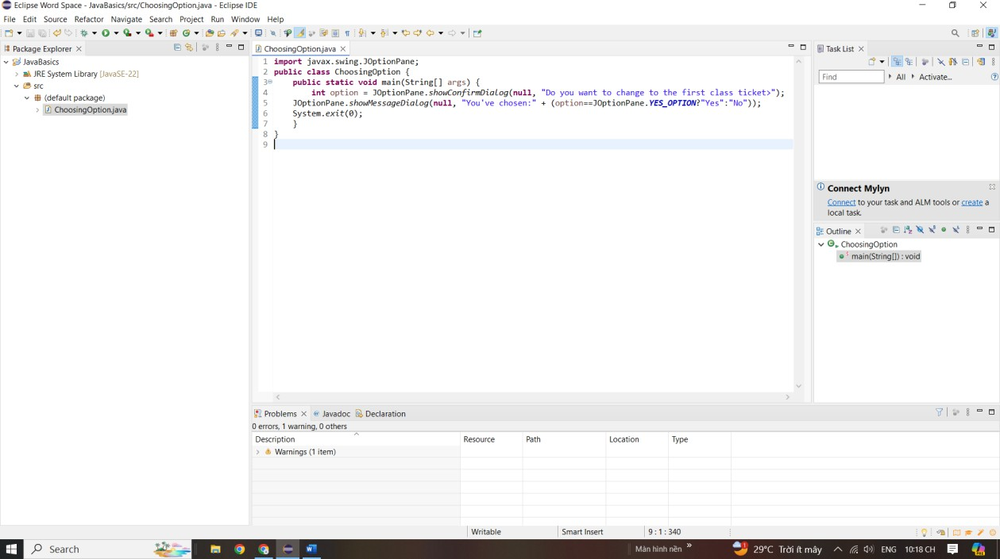 Eclipse Word Space - JavaBasics/src/ChoosingOption.java - Eclipse IDE
File Edit Source Refactor Navigate Search Project Run Window Help
Package Explorer
JavaBasics
JRE System Library [JavaSE-22]
src
(default package)
ChoosingOption.java
ChoosingOption.java
1 import javax.swing.JOptionPane;
2 public class ChoosingOption {
3 public static void main(String[] args) {
4 int option = JOptionPane.showConfirmDialog(null, "Do you want to change to the first class ticket>");
5 JOptionPane.showMessageDialog(null, "You've chosen:" + (option==JOptionPane.YES_OPTION?"Yes":"No"));
6 System.exit(0);
7 }
8 }
9
Task List
Find
All
Activate...
Connect Mylyn
Connect to your task and ALM tools or create a
local task.
Outline
ChoosingOption
main(String[]) : void
Problems Javadoc Declaration
0 errors, 1 warning, 0 others
Description Resource Path Location Type
Warnings (1 item)
Writable Smart Insert 9 : 1 : 340
Search
Màn hình nền
29°C Trời ít mây
ENG 10:18 CH